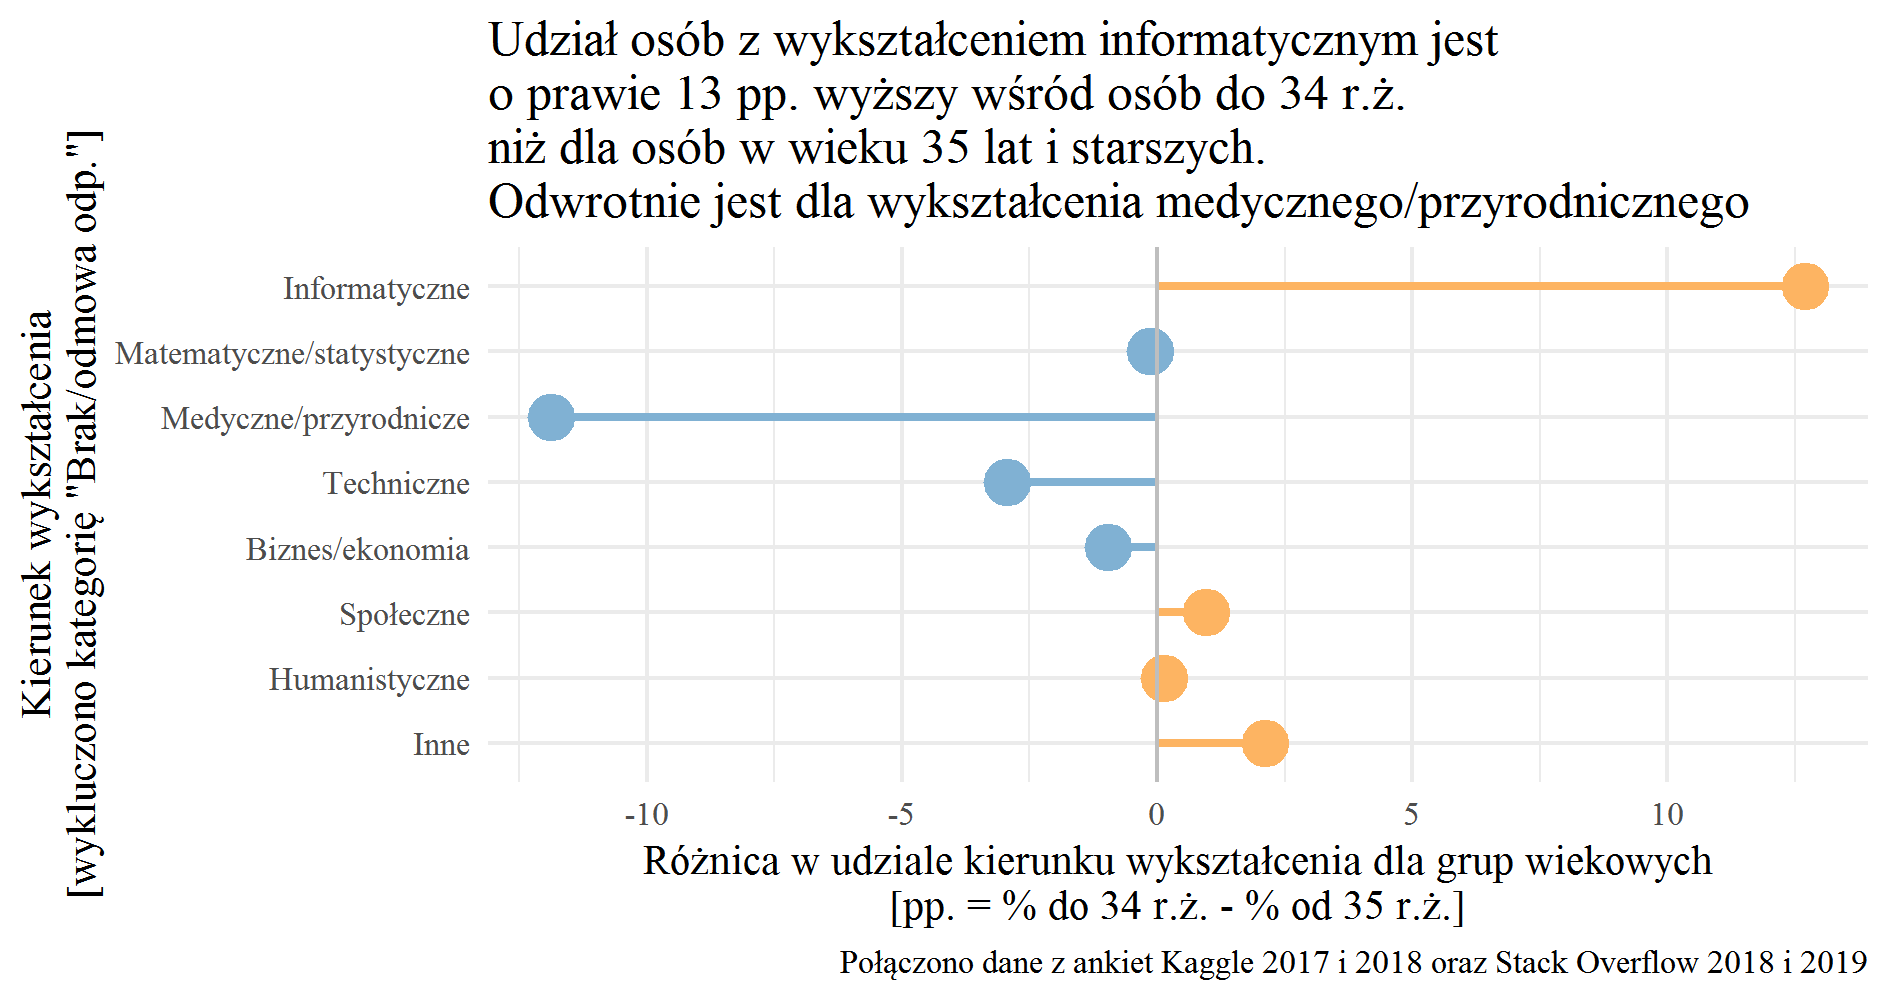 Udział osób z wykształceniem informatycznym jest
o prawie 13 pp. wyższy wśród osób do 34 r.ż.
niż dla osób w wieku 35 lat i starszych.
Odwrotnie jest dla wykształcenia medycznego/przyrodniczego
Kierunek wykształcenia
[wykluczono kategorię "Brak/odmowa odp."]
Informatyczne
Matematyczne/statystyczne
Medyczne/przyrodnicze
Techniczne
Biznes/ekonomia
Społeczne
Humanistyczne
Inne
-10 -5 0 5 10
Różnica w udziale kierunku wykształcenia dla grup wiekowych
[pp. = % do 34 r.ż. - % od 35 r.ż.]
Połączono dane z ankiet Kaggle 2017 i 2018 oraz Stack Overflow 2018 i 2019